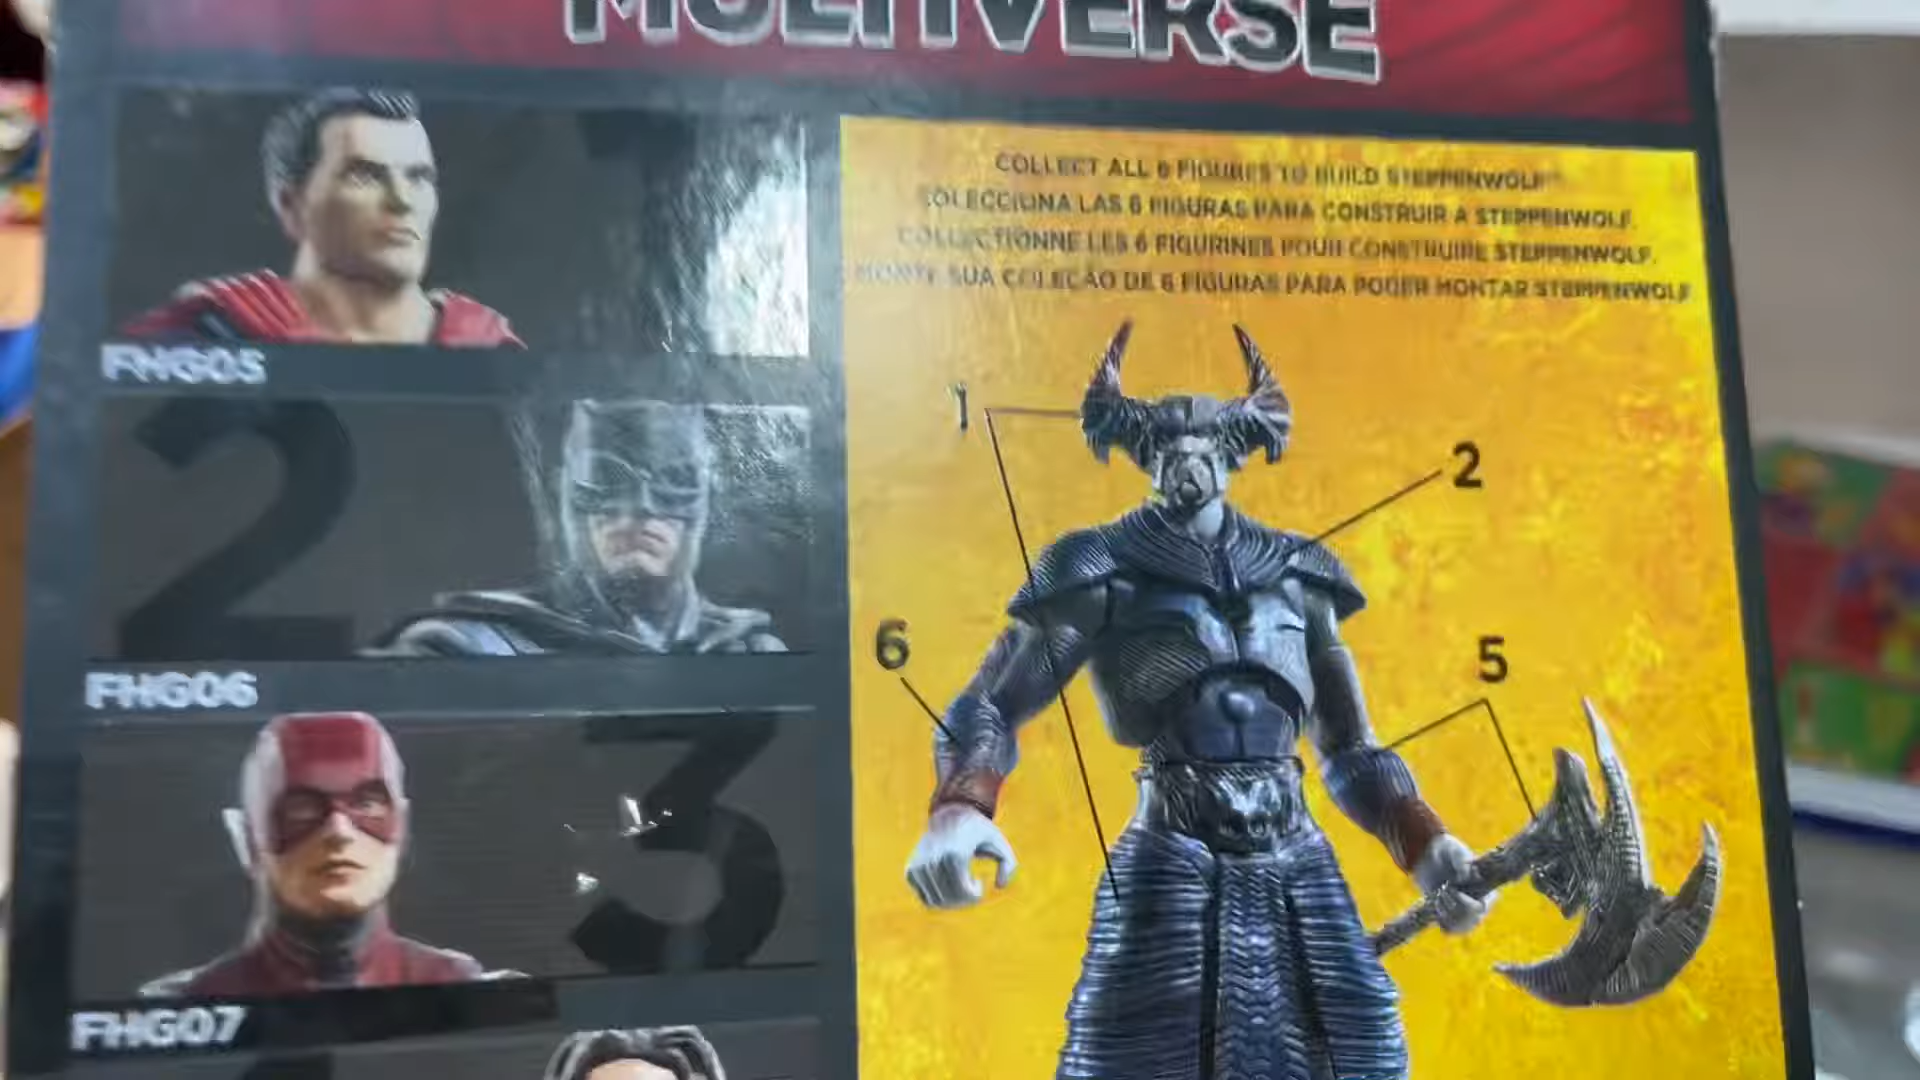 MULTIVERSE
FHG05
2
FHG06
3
FHG07
COLLECT ALL 6 FIGURES TO BUILD STEPPENWOLF
COLECCIONA LAS 6 FIGURAS PARA CONSTRUIR A STEPPENWOLF.
COLLECTIONNE LES 6 FIGURINES POUR CONSTRUIRE STEPPENWOLF.
MONTE SUA COLEÇÃO DE 6 FIGURAS PARA PODER MONTAR STEPPENWOLF
1
2
6
5